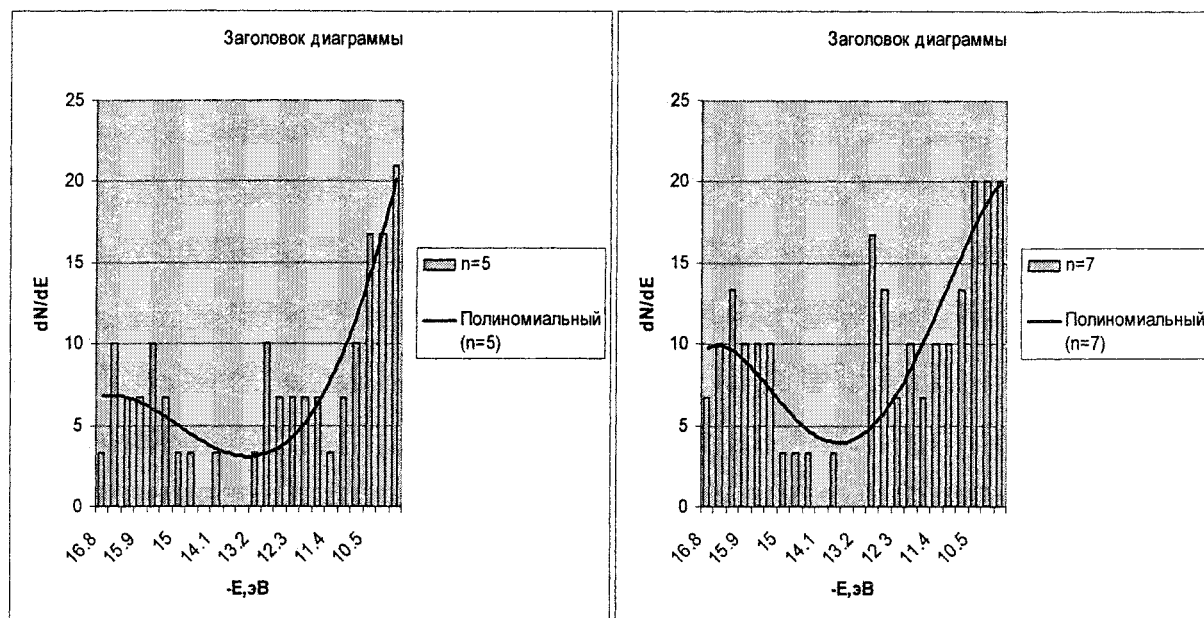 Заголовок диаграммы
25
20
15
10
5
0
dN/dE
16.8
15.9
15
14.1
13.2
12.3
11.4
10.5
-E,эВ
n=5
Полиномиальный
(n=5)
Заголовок диаграммы
25
20
15
10
5
0
dN/dE
16.8
15.9
15
14.1
13.2
12.3
11.4
10.5
-E,эВ
n=7
Полиномиальный
(n=7)